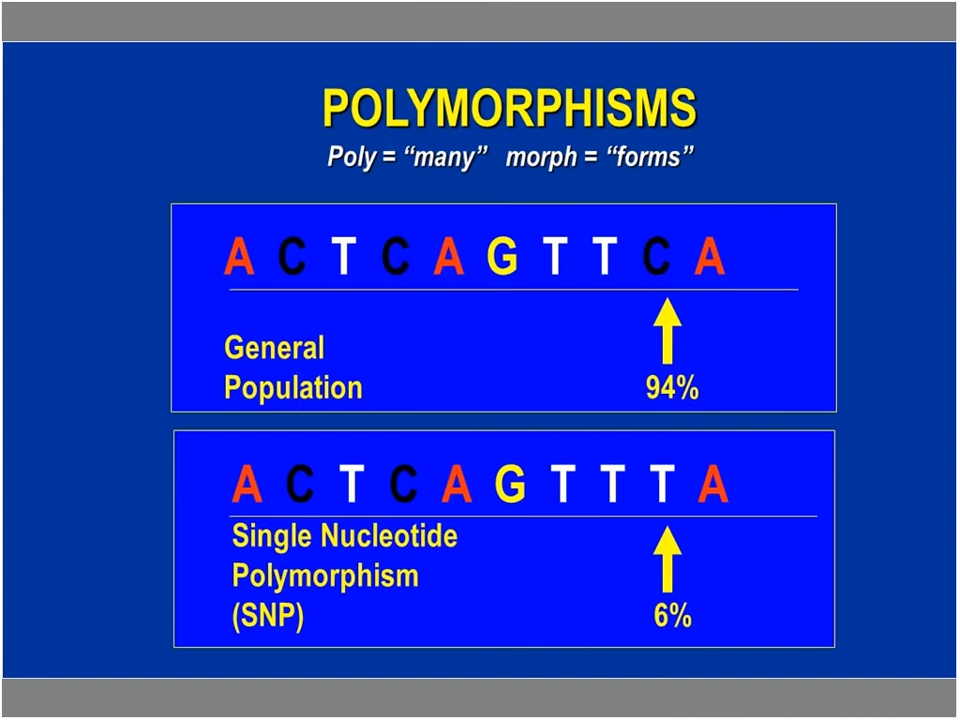 POLYMORPHISMS
Poly = “many” morph = “forms”
A C T C A G T T C A
General
Population
94%
A C T C A G T T T A
Single Nucleotide
Polymorphism
(SNP)
6%